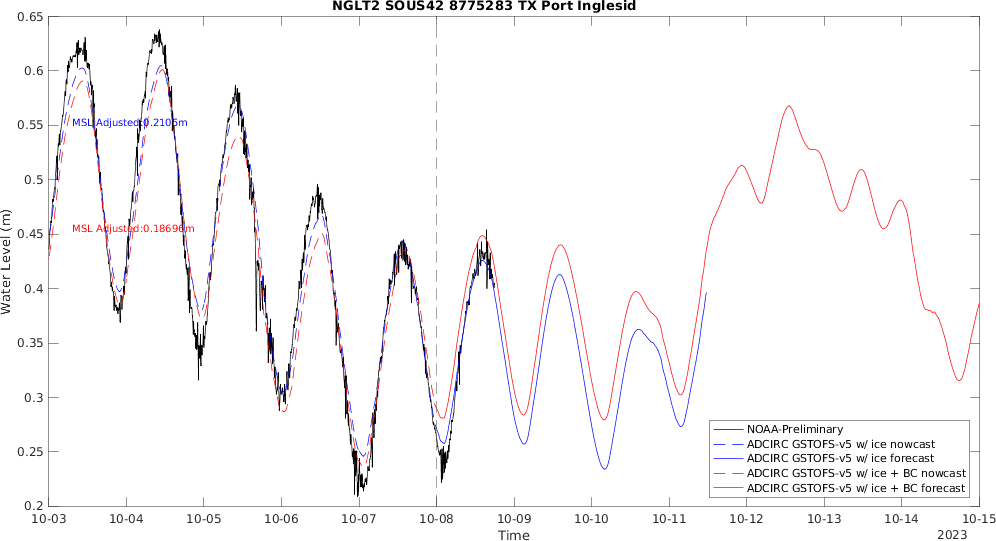 NGLT2 SOUS42 8775283 TX Port Inglesid
0.65
0.6
0.55
0.5
0.45
0.4
0.35
0.3
0.25
0.2
Water Level (m)
MSL Adjusted:0.2105m
MSL Adjusted:0.18696m
NOAA-Preliminary
ADCIRC GSTOFS-v5 w/ ice nowcast
ADCIRC GSTOFS-v5 w/ ice forecast
ADCIRC GSTOFS-v5 w/ ice + BC nowcast
ADCIRC GSTOFS-v5 w/ ice + BC forecast
10-03 10-04 10-05 10-06 10-07 10-08 10-09 10-10 10-11 10-12 10-13 10-14 10-15
Time
2023